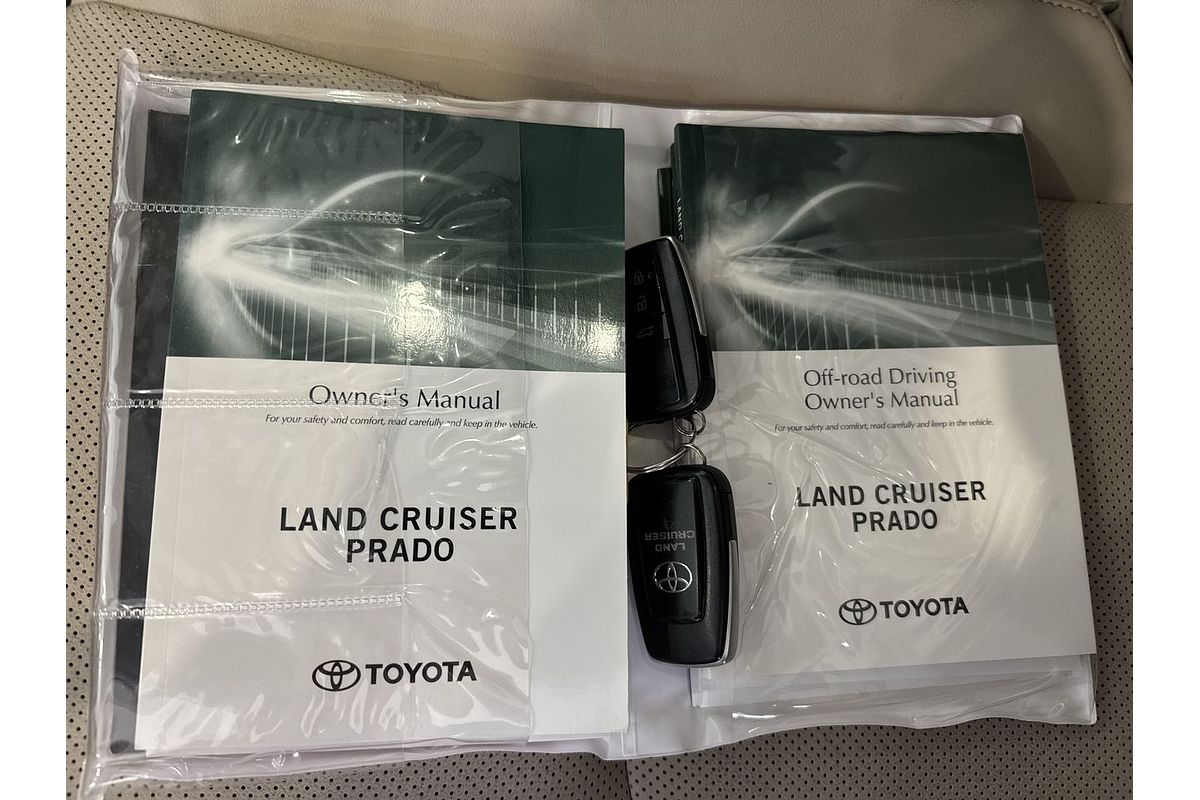 Owner's Manual
For your safety and comfort, read carefully and keep in the vehicle.
LAND CRUISER
PRADO
TOYOTA
LAND
LAND
CRUISER
Off-road Driving
Owner's Manual
For your safety and comfort, read carefully and keep in the vehicle.
LAND CRUISER
PRADO
TOYOTA